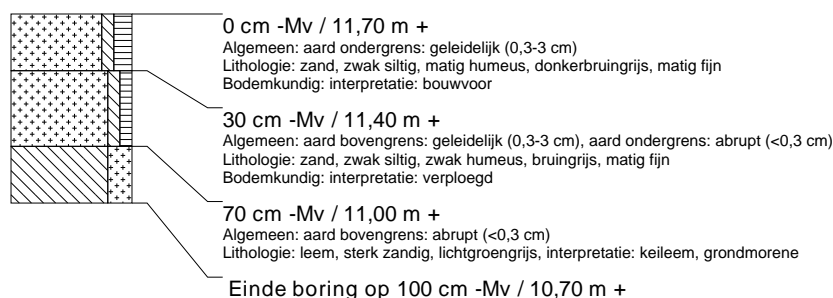 0 cm -Mv / 11,70 m +
Algemeen: aard ondergrens: geleidelijk (0,3-3 cm)
Lithologie: zand, zwak siltig, matig humeus, donkerbruingrijs, matig fijn
Bodemkundig: interpretatie: bouwvoor
30 cm -Mv / 11,40 m +
Algemeen: aard bovengrens: geleidelijk (0,3-3 cm), aard ondergrens: abrupt (<0,3 cm)
Lithologie: zand, zwak siltig, zwak humeus, bruingrijs, matig fijn
Bodemkundig: interpretatie: verploegd
70 cm -Mv / 11,00 m +
Algemeen: aard bovengrens: abrupt (<0,3 cm)
Lithologie: leem, sterk zandig, lichtgroengrijs, interpretatie: keileem, grondmorene
Einde boring op 100 cm -Mv / 10,70 m +